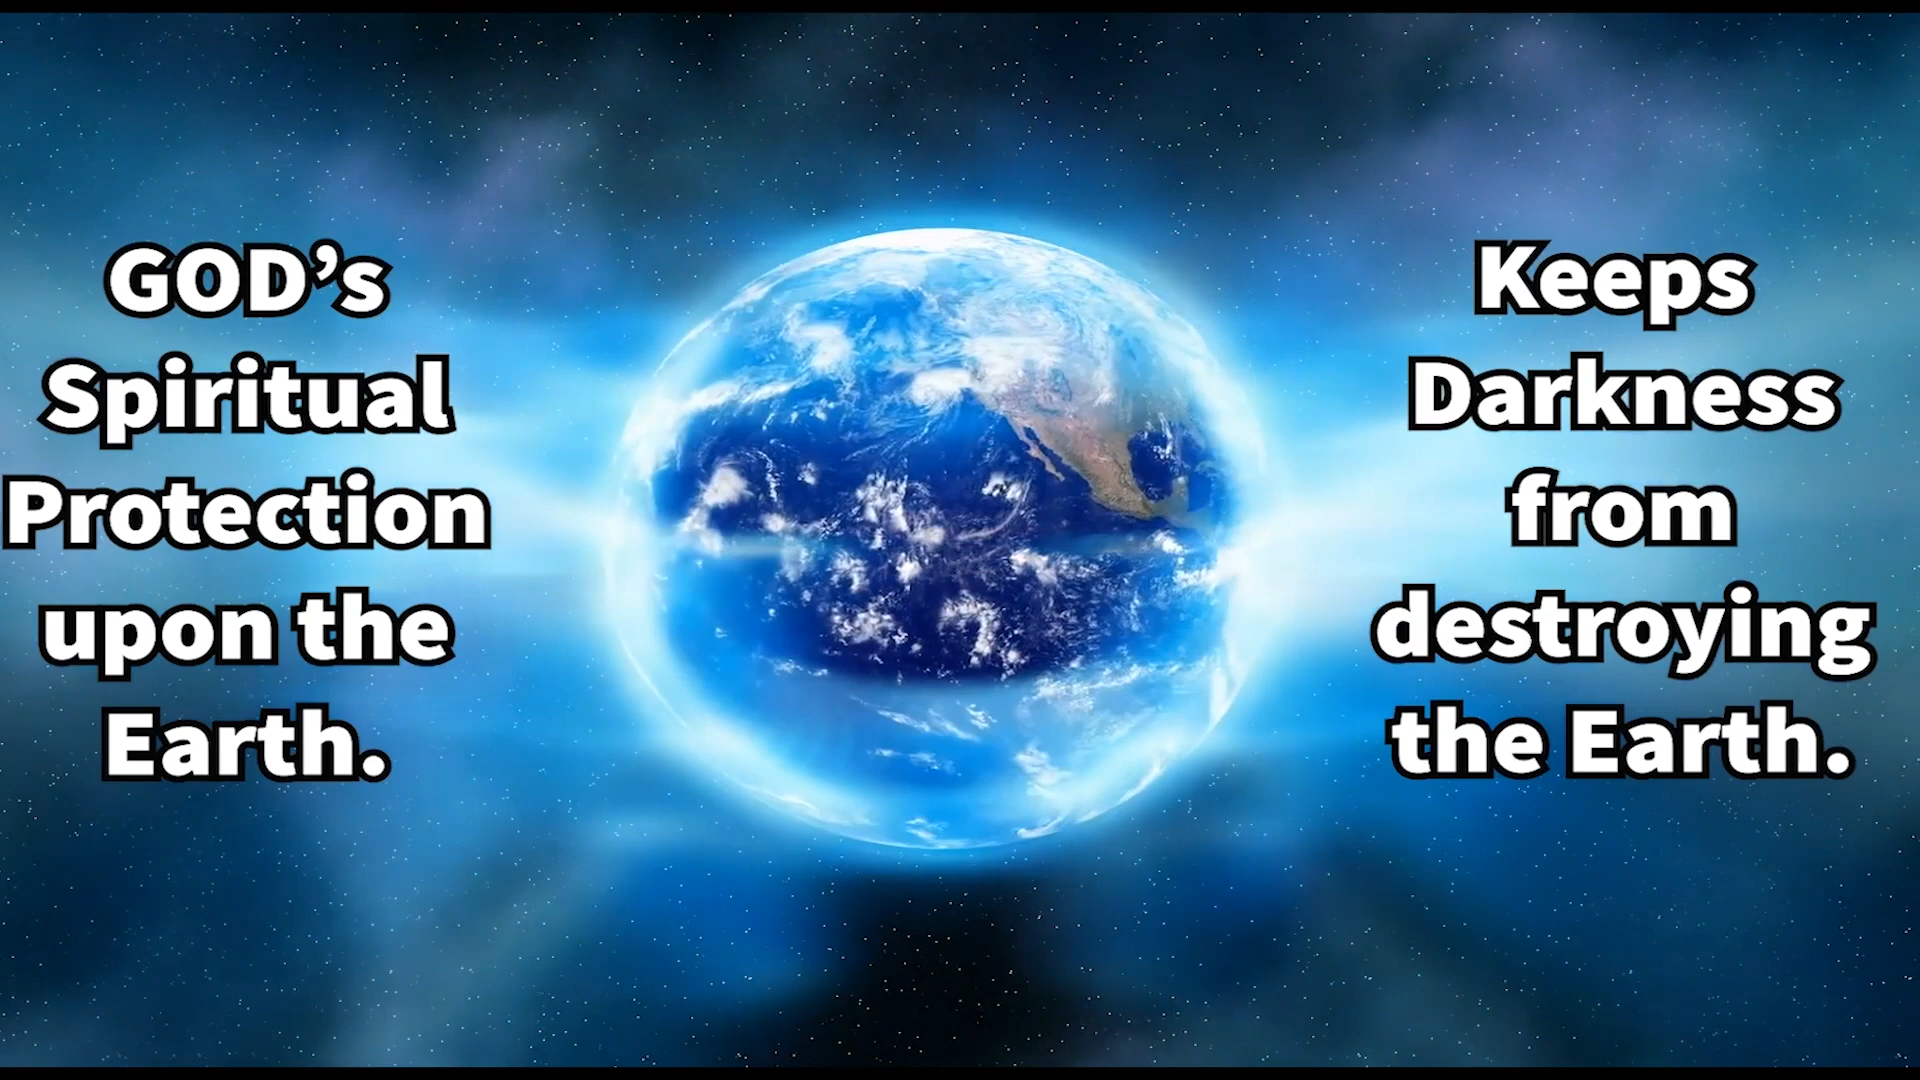 GOD’s
Spiritual
Protection
upon the
Earth.
Keeps
Darkness
from
destroying
the Earth.